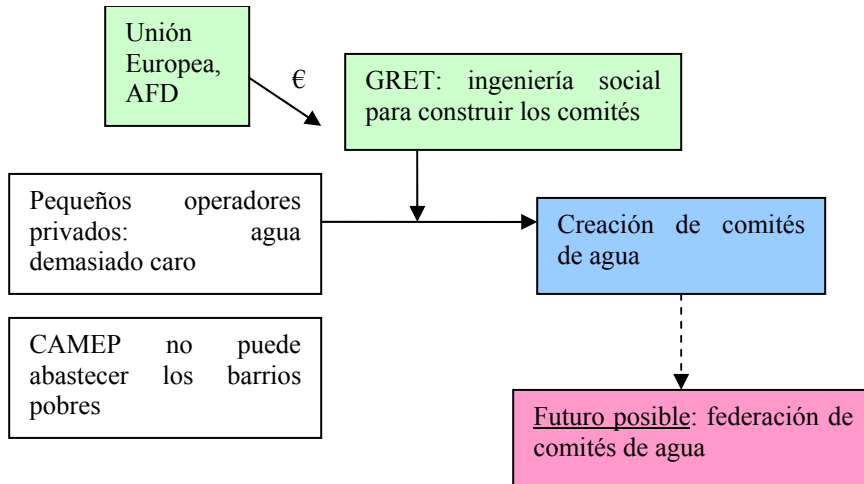 Unión
Europea,
AFD
€
GRET: ingeniería social
para construir los comités
Pequeños operadores
privados: agua
demasiado caro
Creación de comités
de agua
CAMEP no puede
abastecer los barrios
pobres
Futuro posible: federación de
comités de agua